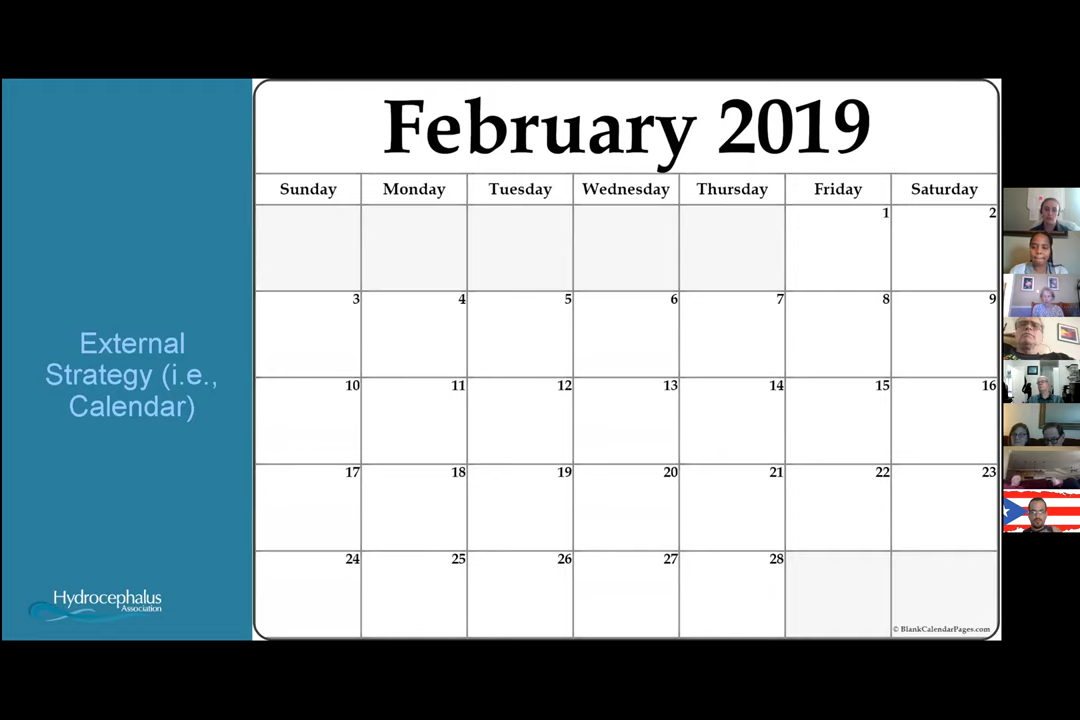 External
Strategy (i.e.,
Calendar)
Hydrocephalus
Association
February 2019
Sunday Monday Tuesday Wednesday Thursday Friday Saturday
1 2
3 4 5 6 7 8 9
10 11 12 13 14 15 16
17 18 19 20 21 22 23
24 25 26 27 28
© BlankCalendarPages.com